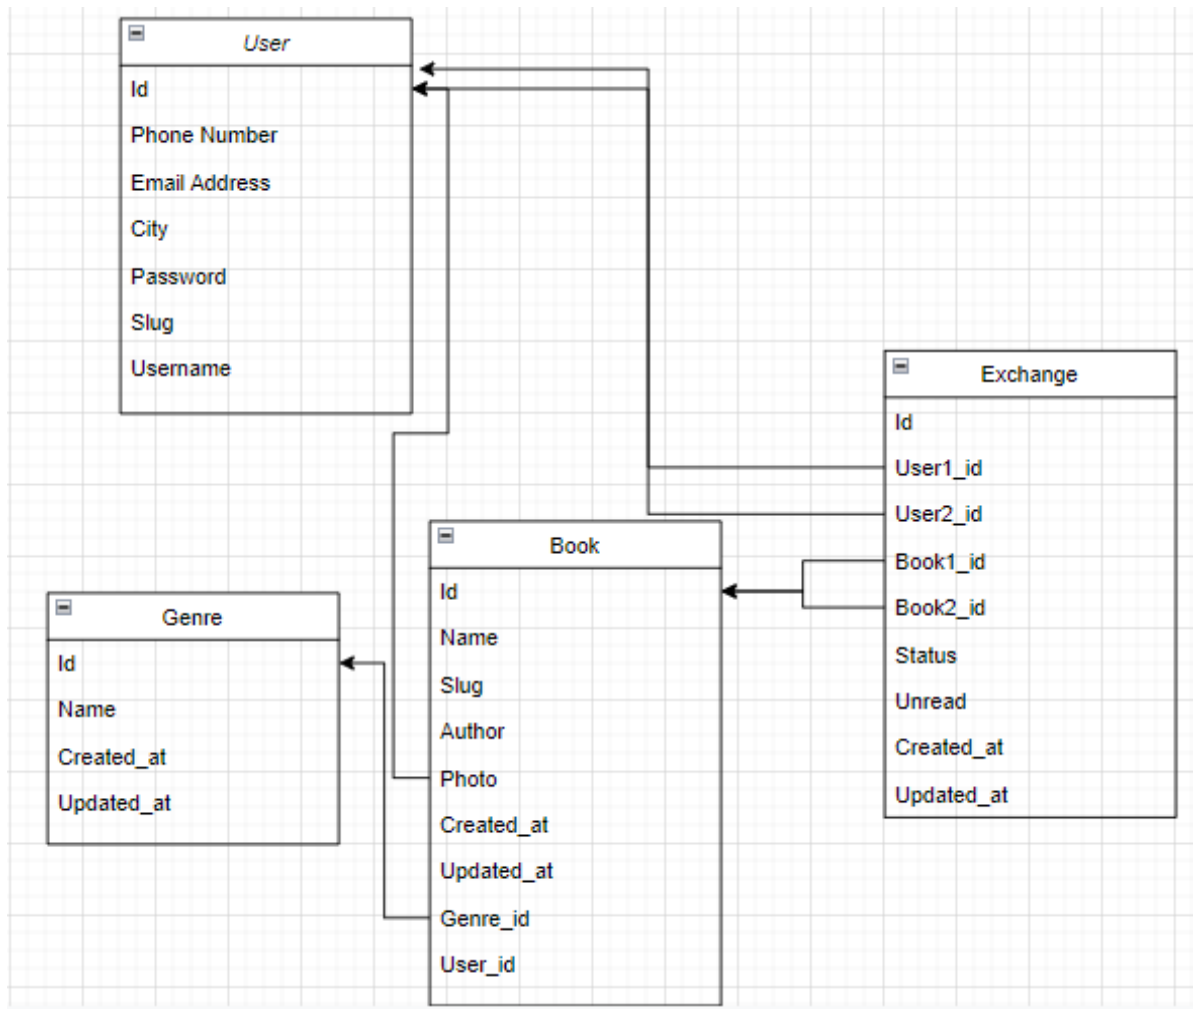 User
Id
Phone Number
Email Address
City
Password
Slug
Username
Exchange
Id
User1_id
User2_id
Book1_id
Book2_id
Status
Unread
Created_at
Updated_at
Book
Id
Name
Slug
Author
Photo
Created_at
Updated_at
Genre_id
User_id
Genre
Id
Name
Created_at
Updated_at